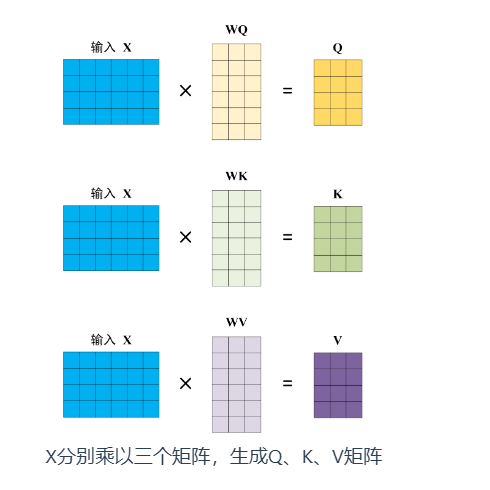 WQ
输入 X
Q
×
=
WK
输入 X
K
×
=
WV
输入 X
V
×
=
X分别乘以三个矩阵，生成Q、K、V矩阵